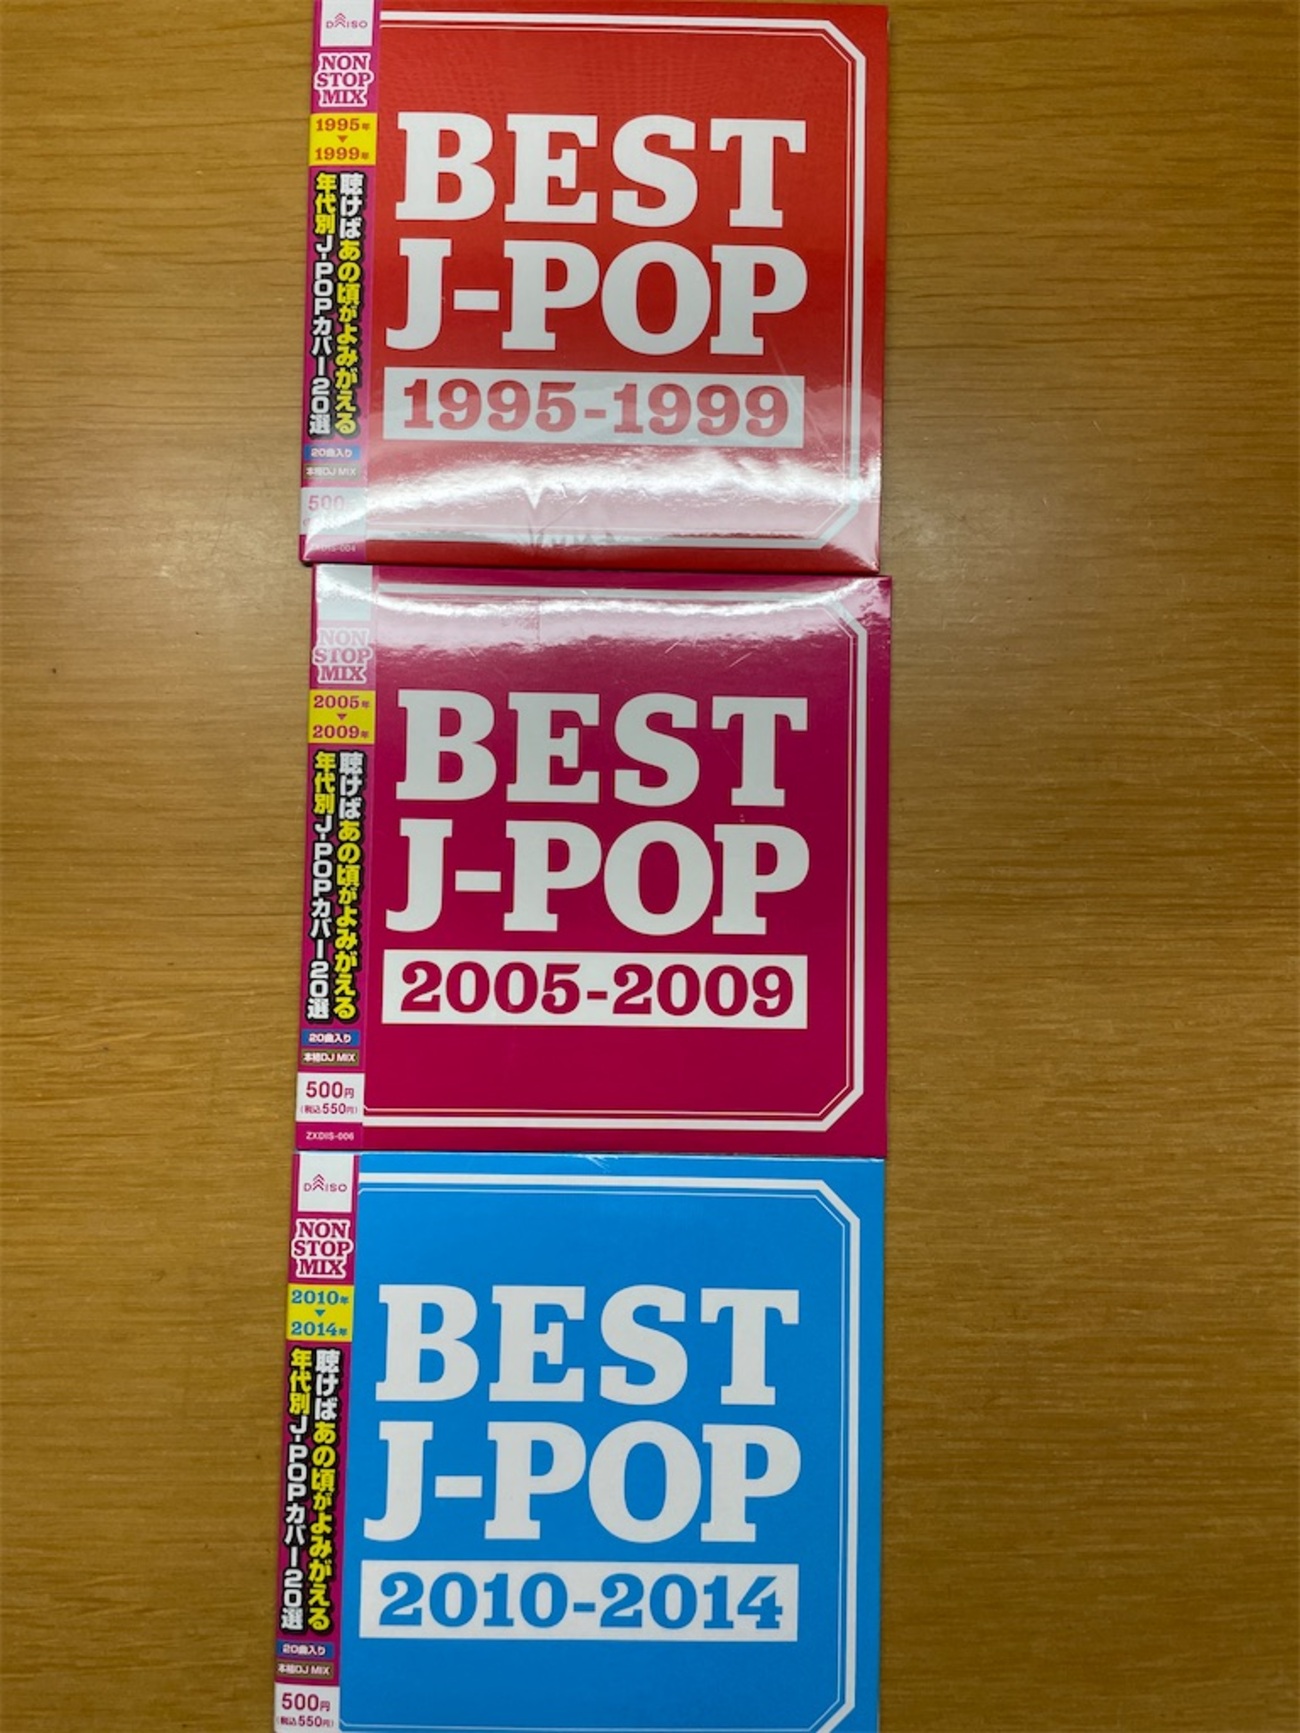 DAISO
NON
STOP
MIX
1995年
1999年
聴けばあの頃がよみがえる
年代別J-POPカバー20選
20曲入り
本格DJ MIX
500
BEST
J-POP
1995-1999
NON
STOP
MIX
2005年
2009年
聴けばあの頃がよみがえる
年代別J-POPカバー20選
20曲入り
本格DJ MIX
500円
(税込550円)
ZXDIS-006
BEST
J-POP
2005-2009
DAISO
NON
STOP
MIX
2010年
2014年
聴けばあの頃がよみがえる
年代別J-POPカバー20選
20曲入り
本格DJ MIX
500円
(税込550円)
BEST
J-POP
2010-2014